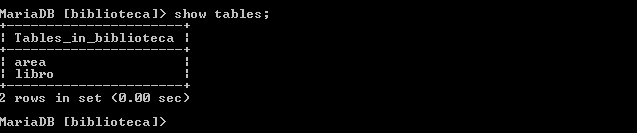 MariaDB [biblioteca]> show tables;
+----------------------+
| Tables_in_biblioteca |
+----------------------+
| area                 |
| libro                |
+----------------------+
2 rows in set (0.00 sec)
MariaDB [biblioteca]>